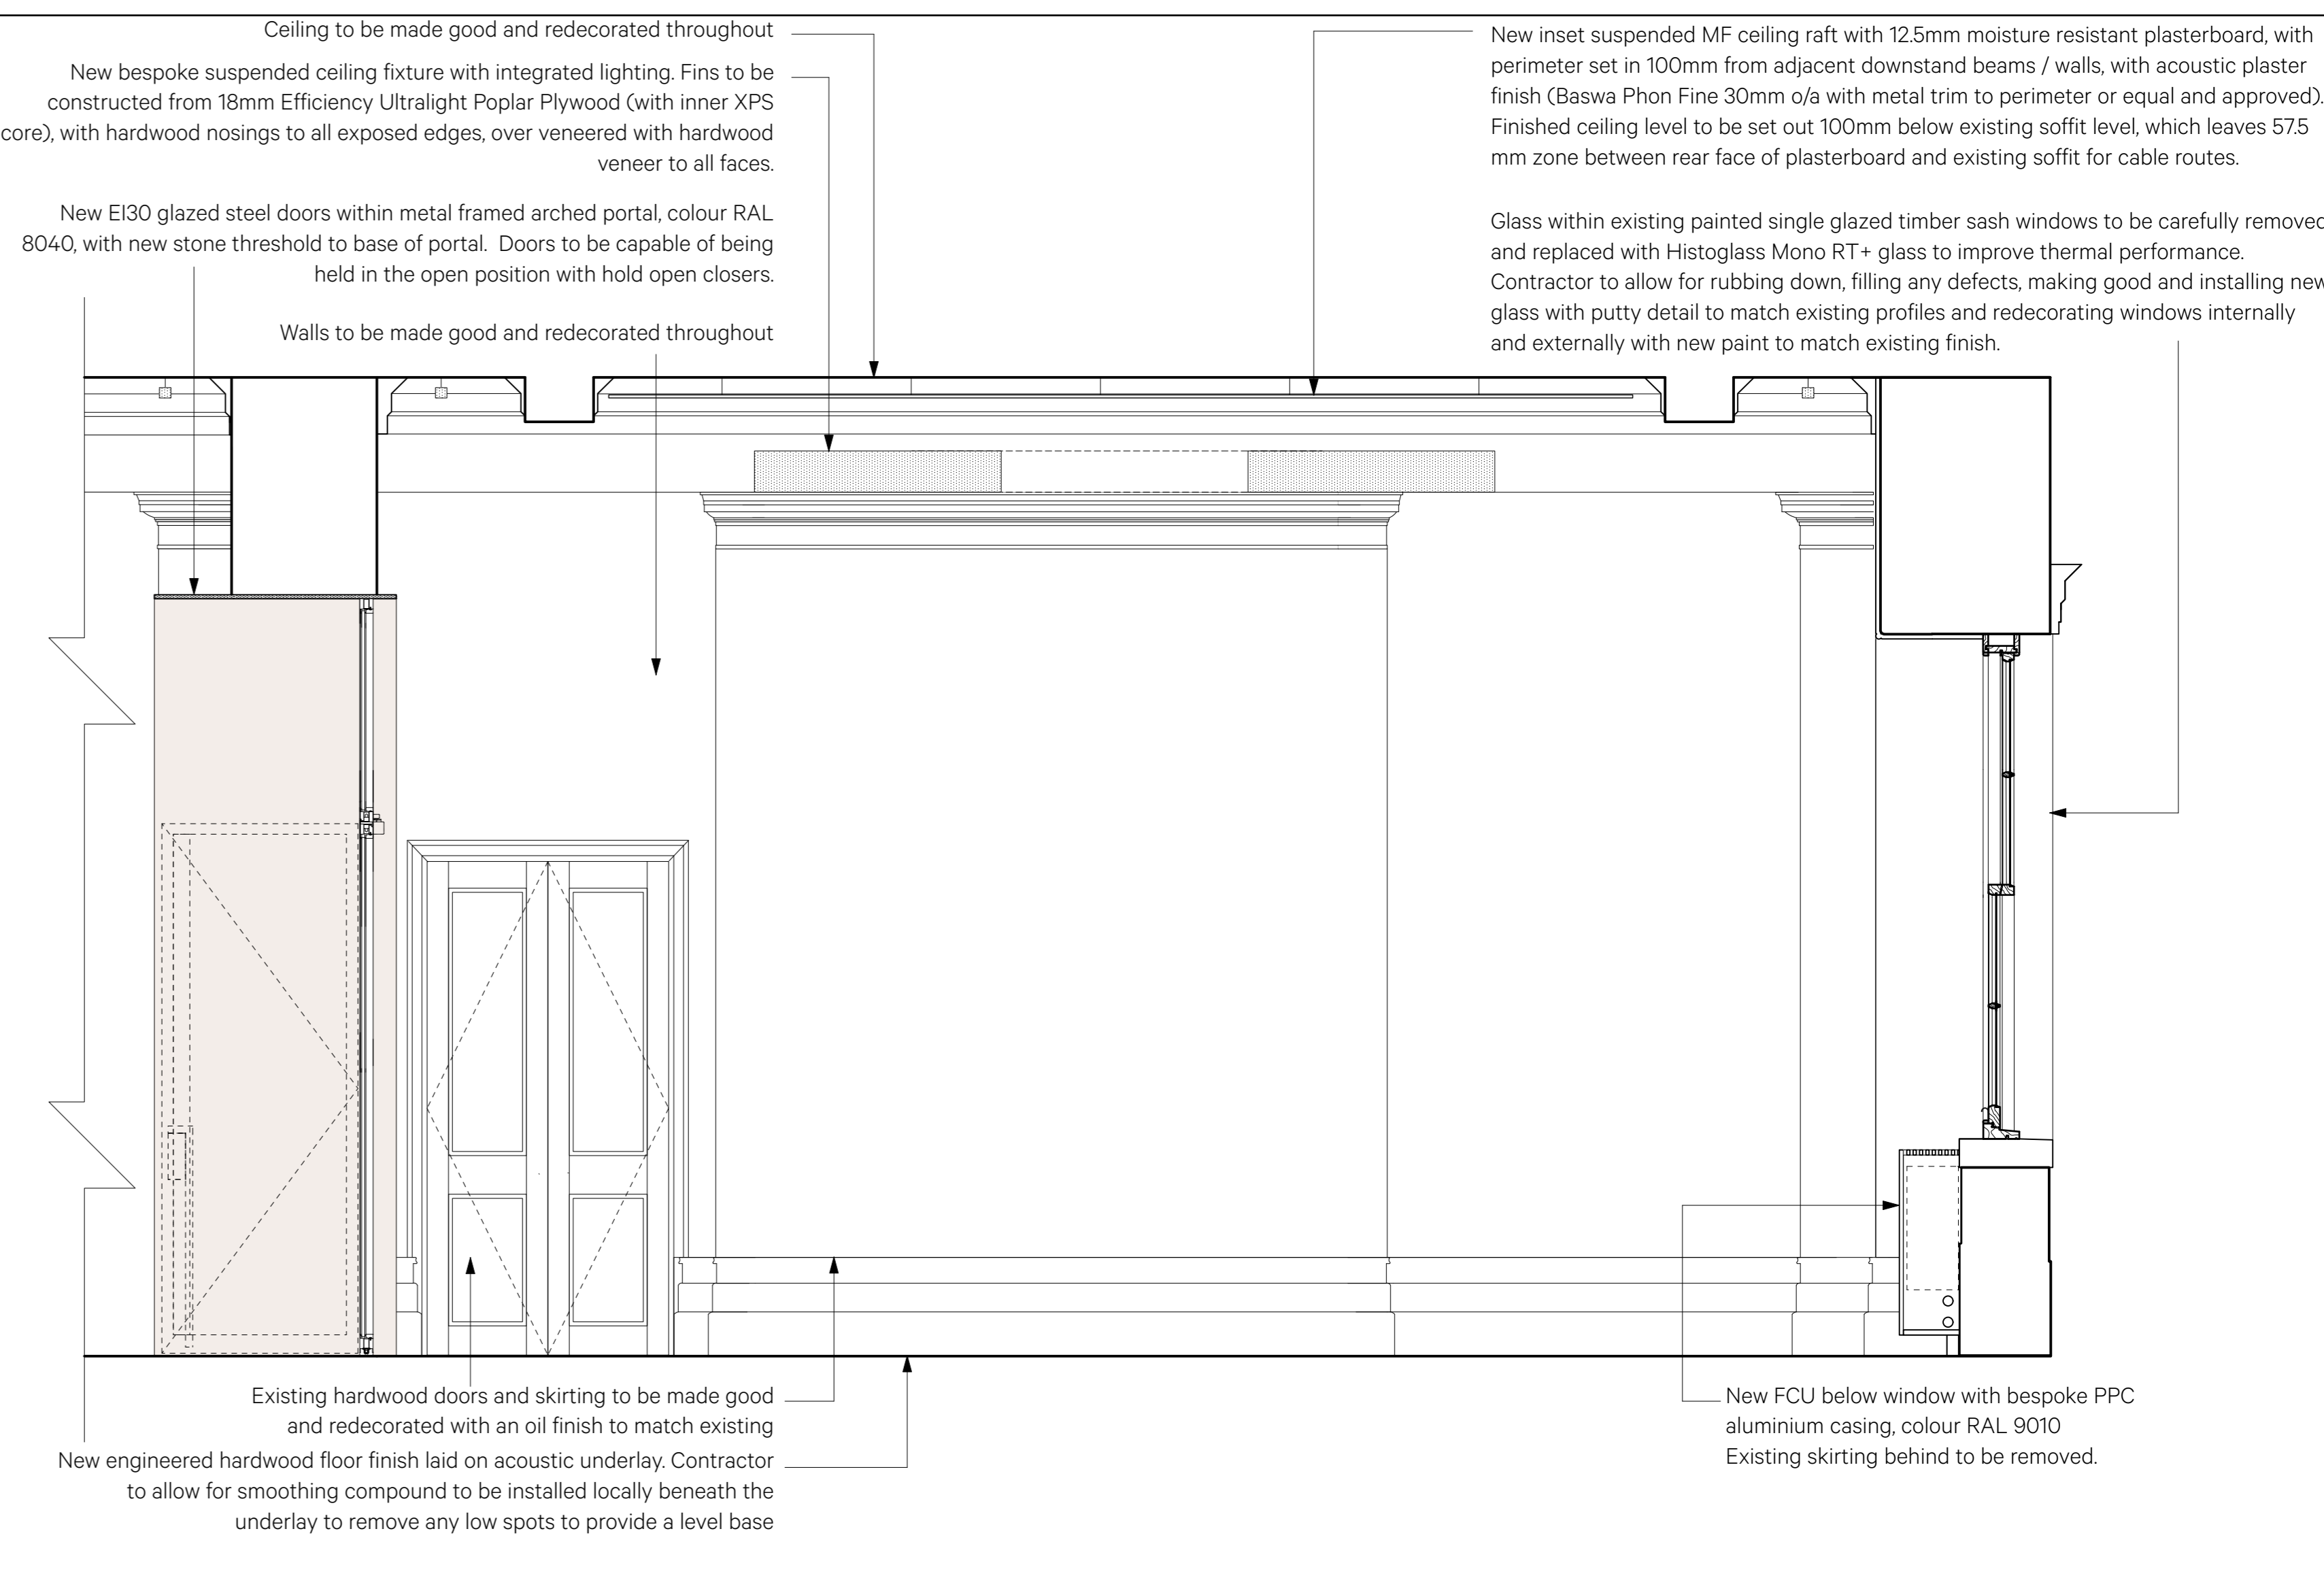 Ceiling to be made good and redecorated throughout
New bespoke suspended ceiling fixture with integrated lighting. Fins to be
constructed from 18mm Efficiency Ultralight Poplar Plywood (with inner XPS
core), with hardwood nosings to all exposed edges, over veneered with hardwood
veneer to all faces.
New EI30 glazed steel doors within metal framed arched portal, colour RAL
8040, with new stone threshold to base of portal. Doors to be capable of being
held in the open position with hold open closers.
Walls to be made good and redecorated throughout
New inset suspended MF ceiling raft with 12.5mm moisture resistant plasterboard, with
perimeter set in 100mm from adjacent downstand beams / walls, with acoustic plaster
finish (Baswa Phon Fine 30mm o/a with metal trim to perimeter or equal and approved).
Finished ceiling level to be set out 100mm below existing soffit level, which leaves 57.5
mm zone between rear face of plasterboard and existing soffit for cable routes.
Glass within existing painted single glazed timber sash windows to be carefully removed
and replaced with Histoglass Mono RT+ glass to improve thermal performance.
Contractor to allow for rubbing down, filling any defects, making good and installing new
glass with putty detail to match existing profiles and redecorating windows internally
and externally with new paint to match existing finish.
Existing hardwood doors and skirting to be made good
and redecorated with an oil finish to match existing
New engineered hardwood floor finish laid on acoustic underlay. Contractor
to allow for smoothing compound to be installed locally beneath the
underlay to remove any low spots to provide a level base
New FCU below window with bespoke PPC
aluminium casing, colour RAL 9010
Existing skirting behind to be removed.